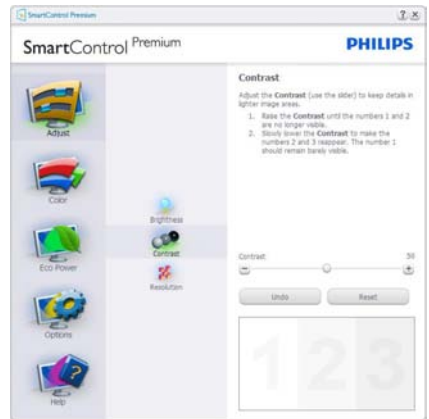 SmartControl Premium
SmartControl Premium
PHILIPS
Adjust
Color
Eco Power
Options
Help
Brightness
Contrast
Resolution
Contrast
Adjust the Contrast (use the slider) to keep details in
lighter image areas.
1. Raise the Contrast until the numbers 1 and 2
are no longer visible.
2. Slowly lower the Contrast to make the
numbers 2 and 3 reappear. The number 1
should remain barely visible.
Contrast
50
Undo
Reset
1 2 3